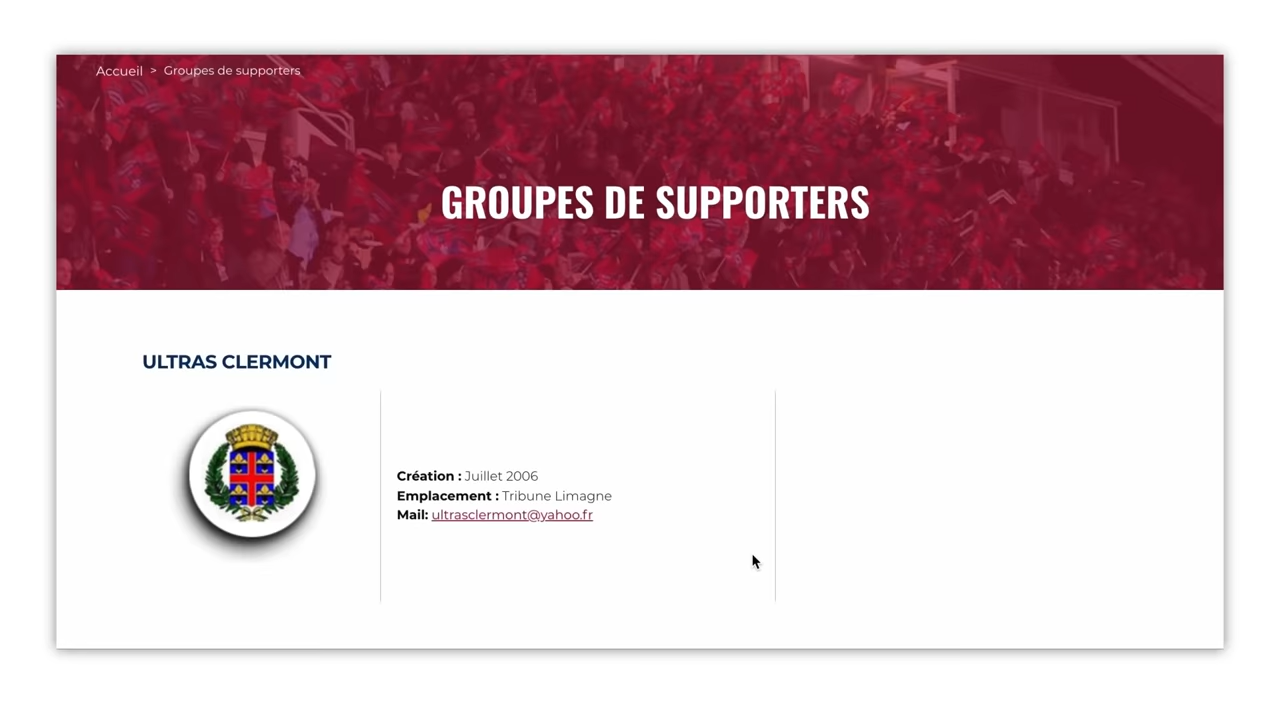 Accueil > Groupes de supporters
GROUPES DE SUPPORTERS
ULTRAS CLERMONT
Création : Juillet 2006
Emplacement : Tribune Limagne
Mail: ultrasclermont@yahoo.fr